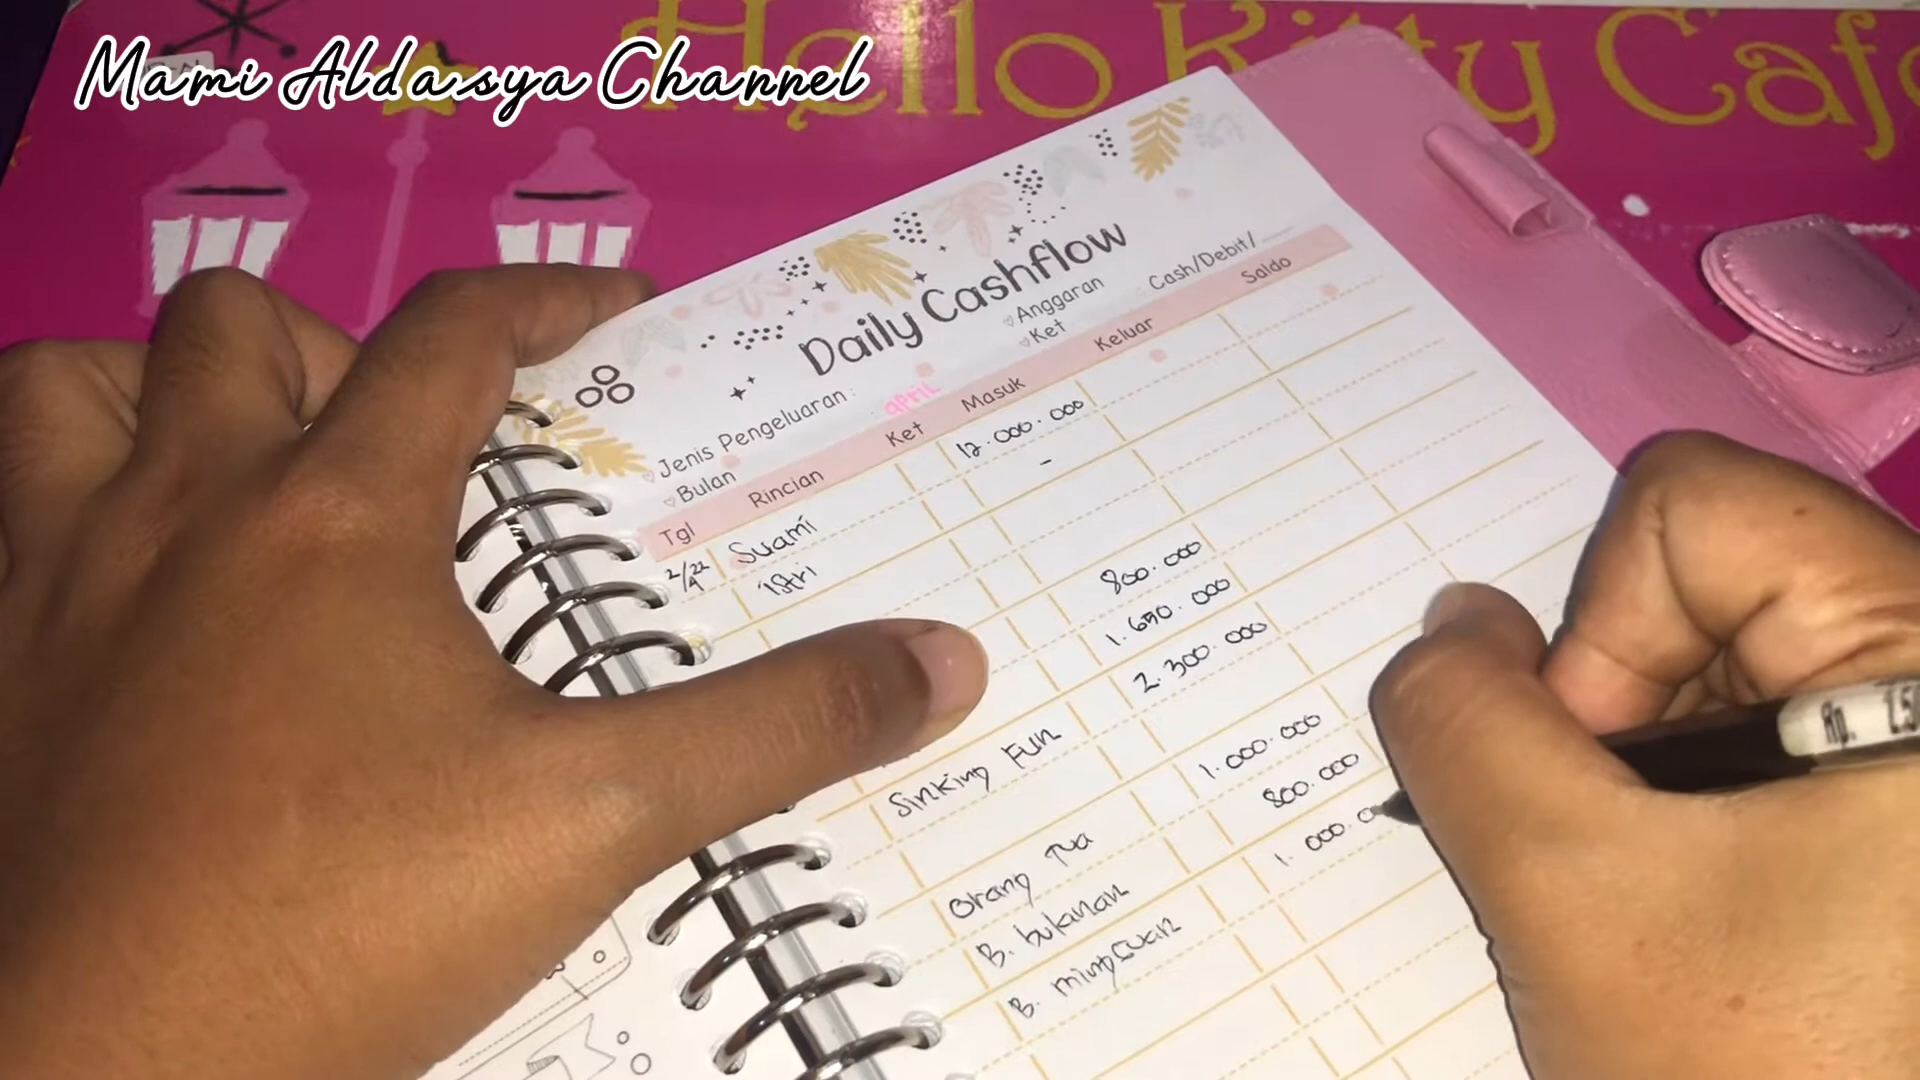 Mami Aldasya Channel
Hello Kitty Cafe
Daily Cashflow
Jenis Pengeluaran :
Anggaran
Cash/Debit/
Bulan
april
Ket
Tgl Rincian Ket Masuk Keluar Saldo
2/22 4 Suami 12.000.000
istri -
800.000
1.650.000
2.300.000
Sinking Fun
1.000.000
Orang Tua 800.000
B. bulanan 1.000.0
B. mingguan
Rp.